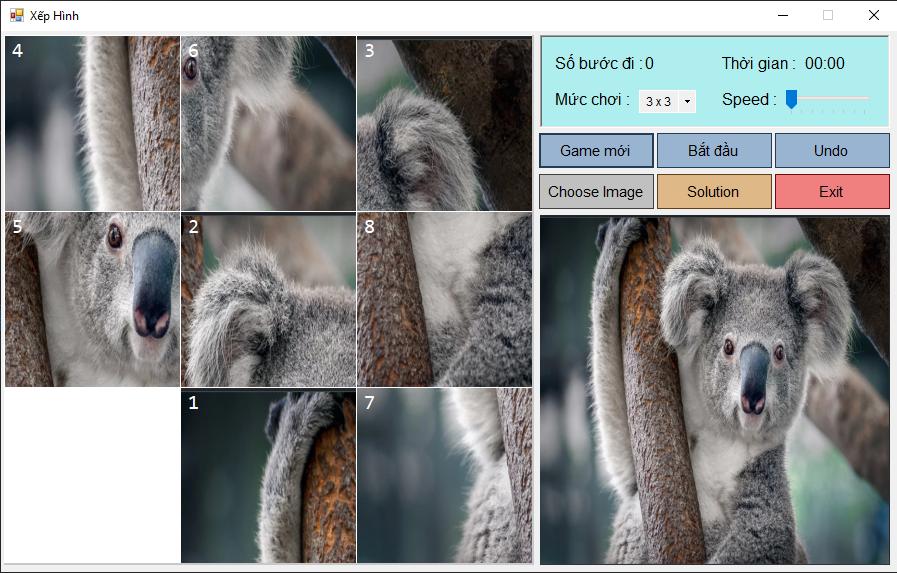 Xếp Hình
4 6 3
5 2 8
1 7
Số bước đi : 0 Thời gian : 00:00
Mức chơi : 3 x 3 Speed :
Game mới Bắt đầu Undo
Choose Image Solution Exit